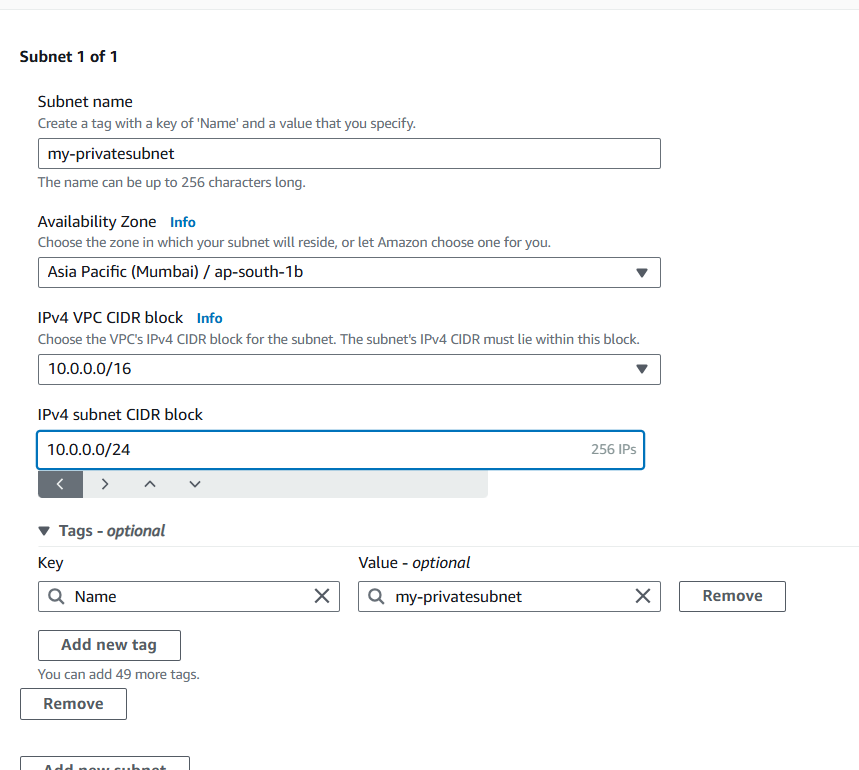 Subnet 1 of 1
Subnet name
Create a tag with a key of 'Name' and a value that you specify.
my-privatesubnet
The name can be up to 256 characters long.
Availability Zone Info
Choose the zone in which your subnet will reside, or let Amazon choose one for you.
Asia Pacific (Mumbai) / ap-south-1b
IPv4 VPC CIDR block Info
Choose the VPC's IPv4 CIDR block for the subnet. The subnet's IPv4 CIDR must lie within this block.
10.0.0.0/16
IPv4 subnet CIDR block
10.0.0.0/24 256 IPs
Tags - optional
Key Value - optional
Name my-privatesubnet Remove
Add new tag
You can add 49 more tags.
Remove
Add new subnet